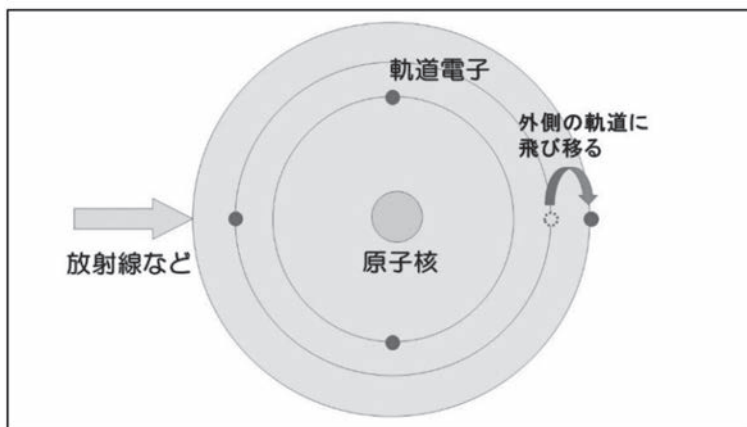 軌道電子
外側の軌道に
飛び移る
放射線など
原子核